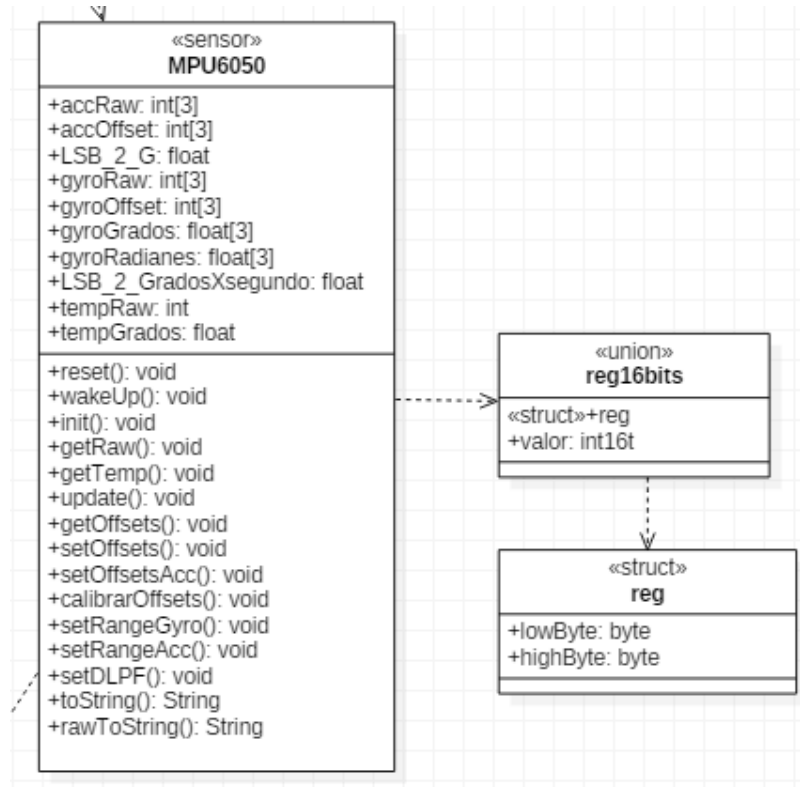 «sensor»
MPU6050
+accRaw: int[3]
+accOffset: int[3]
+LSB_2_G: float
+gyroRaw: int[3]
+gyroOffset: int[3]
+gyroGrados: float[3]
+gyroRadianes: float[3]
+LSB_2_GradosXsegundo: float
+tempRaw: int
+tempGrados: float
+reset(): void
+wakeUp(): void
+init(): void
+getRaw(): void
+getTemp(): void
+update(): void
+getOffsets(): void
+setOffsets(): void
+setOffsetsAcc(): void
+calibrarOffsets(): void
+setRangeGyro(): void
+setRangeAcc(): void
+setDLPF(): void
+toString(): String
+rawToString(): String
«union»
reg16bits
«struct»+reg
+valor: int16t
«struct»
reg
+lowByte: byte
+highByte: byte